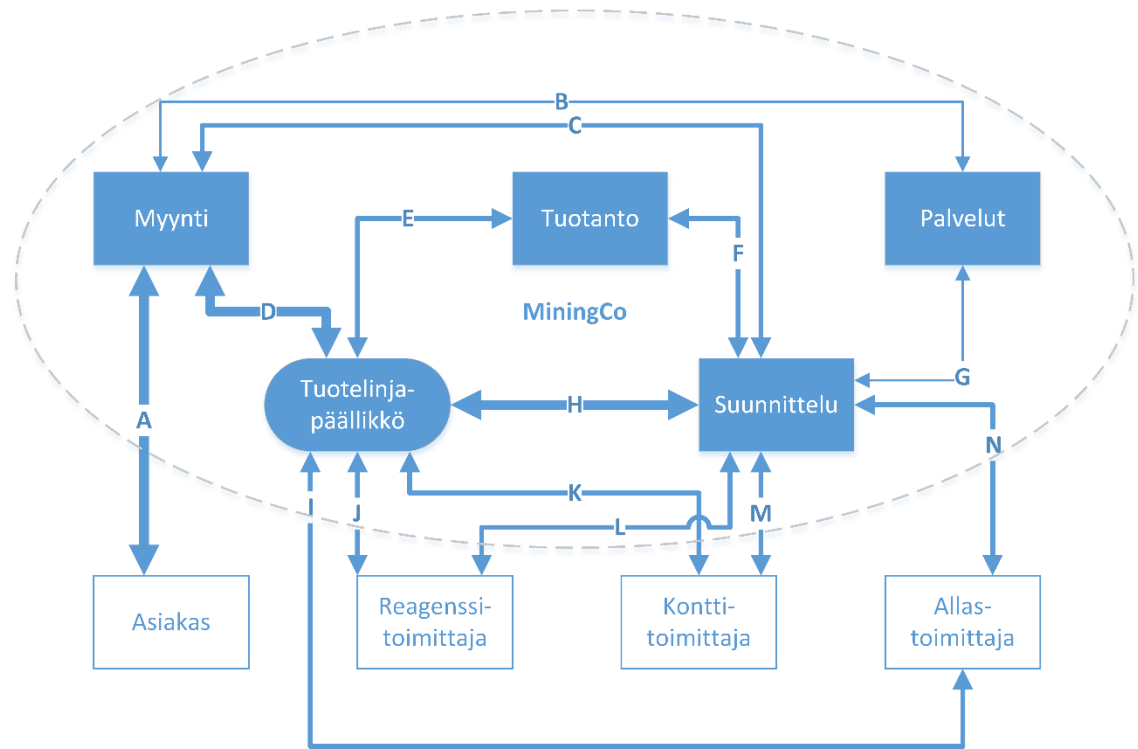 B
C
Myynti
Tuotanto
Palvelut
E
F
D
MiningCo
Tuotelinja-
päällikkö
H
Suunnittelu
G
A
N
K
I
J
L
M
Asiakas
Reagenssi-
toimittaja
Kontti-
toimittaja
Allas-
toimittaja